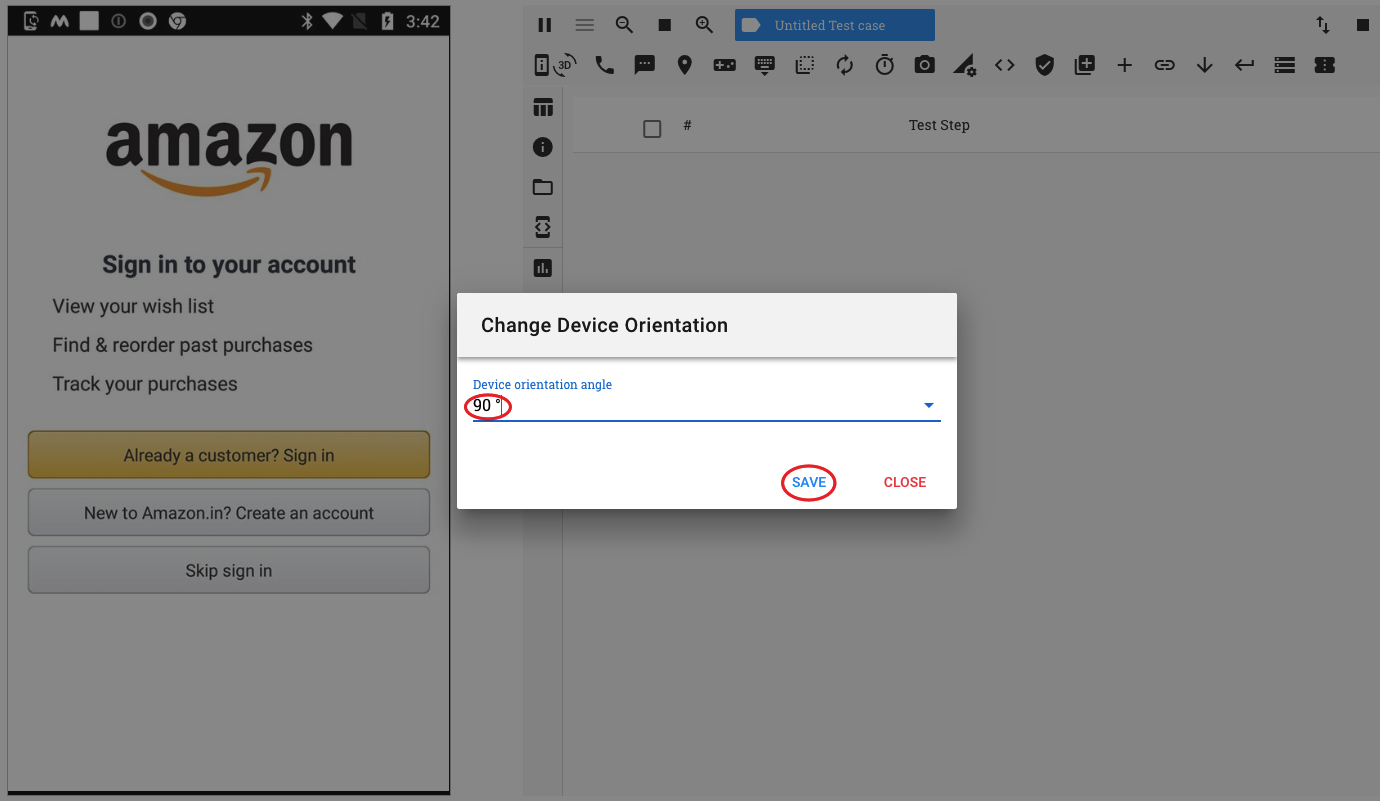 3:42
amazon
Sign in to your account
View your wish list
Find & reorder past purchases
Track your purchases
Already a customer? Sign in
New to Amazon.in? Create an account
Skip sign in
Untitled Test case
3D
#
Test Step
Change Device Orientation
Device orientation angle
90 °
SAVE
CLOSE